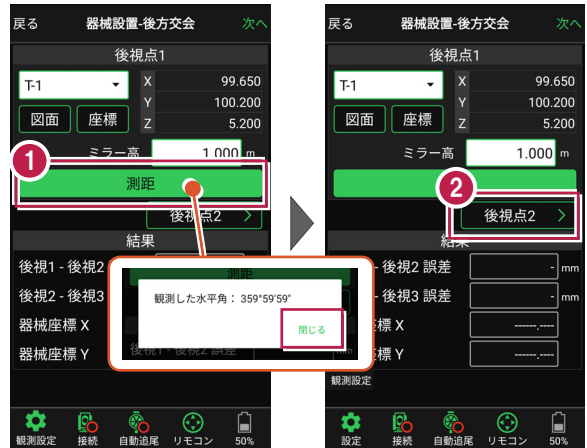 戻る 器械設置-後方交会 次へ
後視点1
T-1
X 99.650
Y 100.200
Z 5.200
図面 座標
ミラー高 1.000 m
1
測距
後視点2 >
結果
後視1 - 後視2
後視2 - 後視3
器械座標 X
器械座標 Y
測距
観測した水平角： 359°59'59"
閉じる
後視1 - 後視2 誤差
mm
観測設定 接続 自動追尾 リモコン 50%
戻る 器械設置-後方交会 次へ
後視点1
T-1
X 99.650
Y 100.200
Z 5.200
図面 座標
ミラー高 1.000 m
2
後視点2 >
結果
- 後視2 誤差 - mm
- 後視3 誤差 - mm
標 X ------.----
標 Y ------.----
観測設定
設定 接続 自動追尾 リモコン 50%